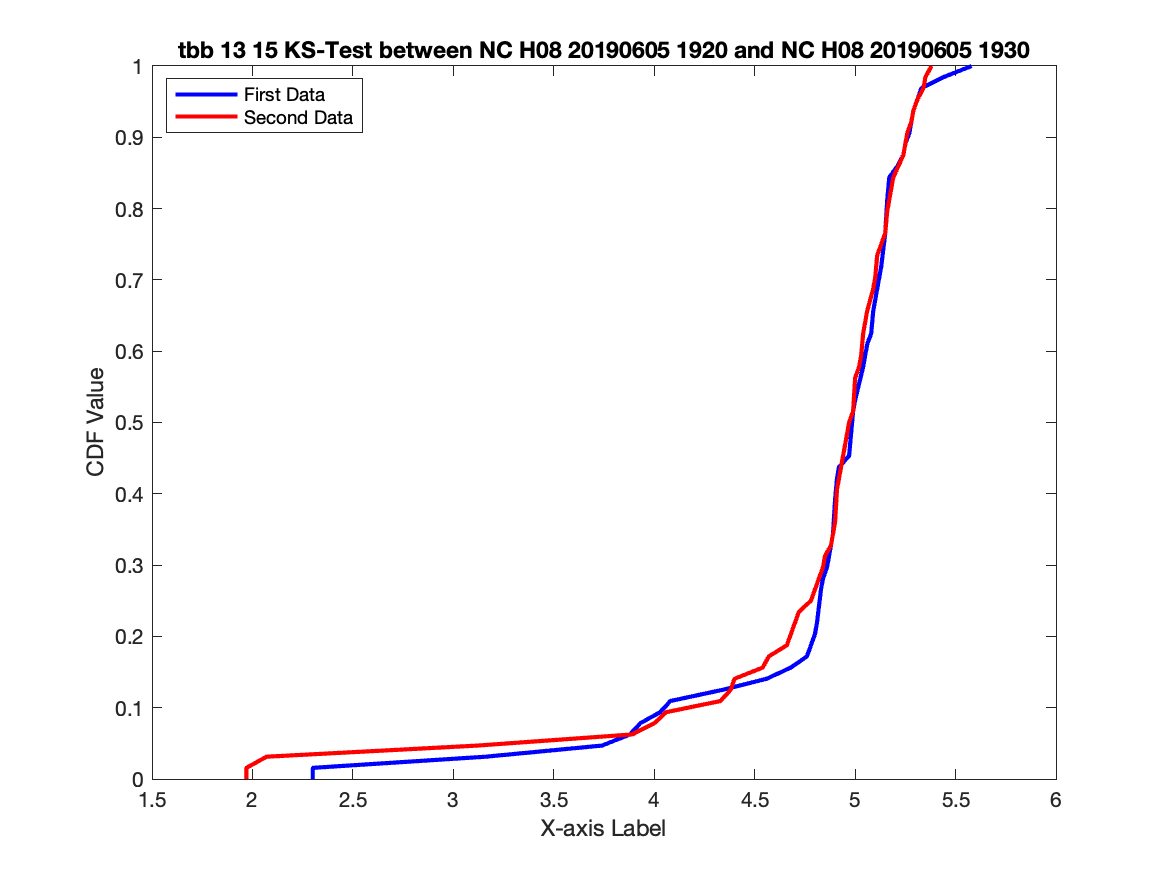 tbb 13 15 KS-Test between NC H08 20190605 1920 and NC H08 20190605 1930
First Data
Second Data
1
0.9
0.8
0.7
0.6
0.5
0.4
0.3
0.2
0.1
0
CDF Value
1.5 2 2.5 3 3.5 4 4.5 5 5.5 6
X-axis Label